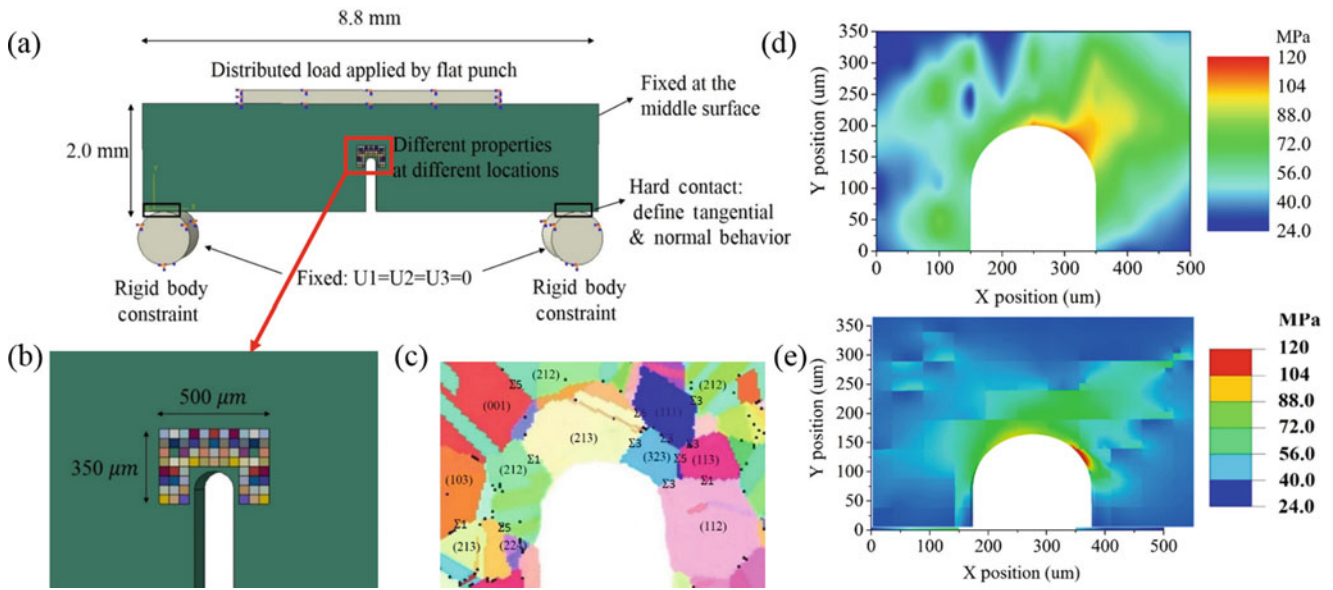 (a)
8.8 mm
Distributed load applied by flat punch
Fixed at the
middle surface
2.0 mm
Different properties
at different locations
Hard contact:
define tangential
& normal behavior
Fixed: U1=U2=U3=0
Rigid body
constraint
Rigid body
constraint
(b)
500 μm
350 μm
(c)
Σ5
(212)
(001)
(212)
Σ3
(111)
(213)
Σ3
Σ3
(212)
Σ1
(323)
Σ5
(113)
(103)
Σ3
Σ1
Σ1
Σ5
(213)
(112)
(d)
350
300
250
200
150
100
50
0
Y position (um)
0
100
200
300
400
500
X position (um)
MPa
120
104
88.0
72.0
56.0
40.0
24.0
(e)
350
300
250
200
150
100
50
0
Y position (um)
0
100
200
300
400
500
X position (um)
MPa
120
104
88.0
72.0
56.0
40.0
24.0